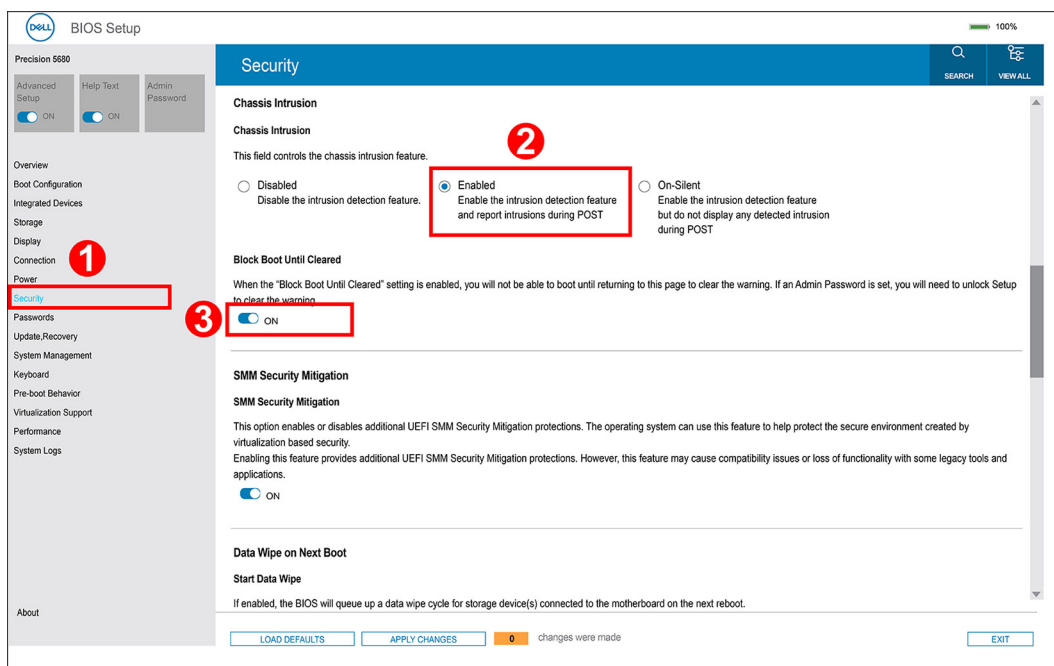 DELL
BIOS Setup
100%
Precision 5680
Advanced
Setup
ON
Help Text
ON
Admin
Password
Overview
Boot Configuration
Integrated Devices
Storage
Display
Connection
Power
Security
Passwords
Update,Recovery
System Management
Keyboard
Pre-boot Behavior
Virtualization Support
Performance
System Logs
About
1
Security
SEARCH
VIEW ALL
Chassis Intrusion
Chassis Intrusion
This field controls the chassis intrusion feature.
2
Disabled
Disable the intrusion detection feature.
Enabled
Enable the intrusion detection feature
and report intrusions during POST
On-Silent
Enable the intrusion detection feature
but do not display any detected intrusion
during POST
Block Boot Until Cleared
When the "Block Boot Until Cleared" setting is enabled, you will not be able to boot until returning to this page to clear the warning. If an Admin Password is set, you will need to unlock Setup
to clear the warning
3
ON
SMM Security Mitigation
SMM Security Mitigation
This option enables or disables additional UEFI SMM Security Mitigation protections. The operating system can use this feature to help protect the secure environment created by
virtualization based security.
Enabling this feature provides additional UEFI SMM Security Mitigation protections. However, this feature may cause compatibility issues or loss of functionality with some legacy tools and
applications.
ON
Data Wipe on Next Boot
Start Data Wipe
If enabled, the BIOS will queue up a data wipe cycle for storage device(s) connected to the motherboard on the next reboot.
LOAD DEFAULTS
APPLY CHANGES
0
changes were made
EXIT